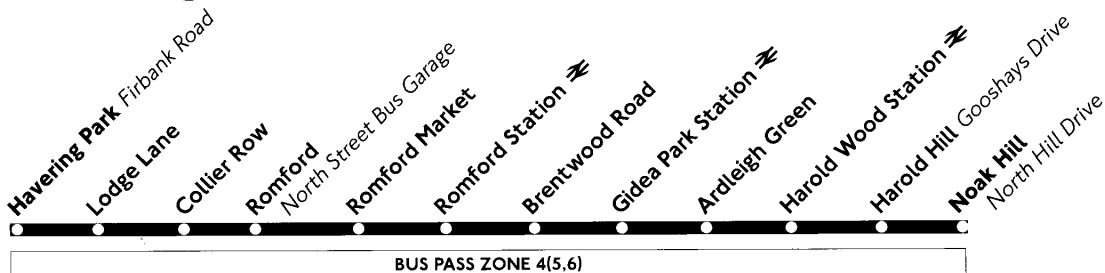 Havering Park Firbank Road
Lodge Lane
Collier Row
Romford
North Street Bus Garage
Romford Market
Romford Station
Brentwood Road
Gidea Park Station
Ardleigh Green
Harold Wood Station
Harold Hill Gooshays Drive
Noak Hill
North Hill Drive
BUS PASS ZONE 4(5,6)